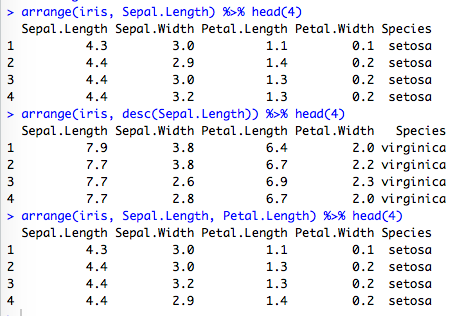 > arrange(iris, Sepal.Length) %>% head(4)
  Sepal.Length Sepal.Width Petal.Length Petal.Width Species
1          4.3         3.0          1.1         0.1  setosa
2          4.4         2.9          1.4         0.2  setosa
3          4.4         3.0          1.3         0.2  setosa
4          4.4         3.2          1.3         0.2  setosa
> arrange(iris, desc(Sepal.Length)) %>% head(4)
  Sepal.Length Sepal.Width Petal.Length Petal.Width   Species
1          7.9         3.8          6.4         2.0 virginica
2          7.7         3.8          6.7         2.2 virginica
3          7.7         2.6          6.9         2.3 virginica
4          7.7         2.8          6.7         2.0 virginica
> arrange(iris, Sepal.Length, Petal.Length) %>% head(4)
  Sepal.Length Sepal.Width Petal.Length Petal.Width Species
1          4.3         3.0          1.1         0.1  setosa
2          4.4         3.0          1.3         0.2  setosa
3          4.4         3.2          1.3         0.2  setosa
4          4.4         2.9          1.4         0.2  setosa